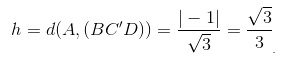 h = d(A, (BC′D)) = |−1|/√3 = √3/3.